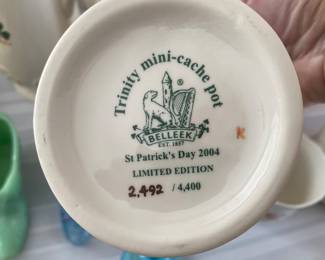 Trinity mini-cache pot
®
BELLEEK
EST. 1857
K
St Patrick's Day 2004
LIMITED EDITION
2,492 / 4,400